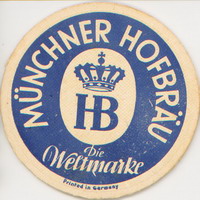 MÜNCHNER HOFBRÄU
HB
Die
Weltmarke
Printed in Germany